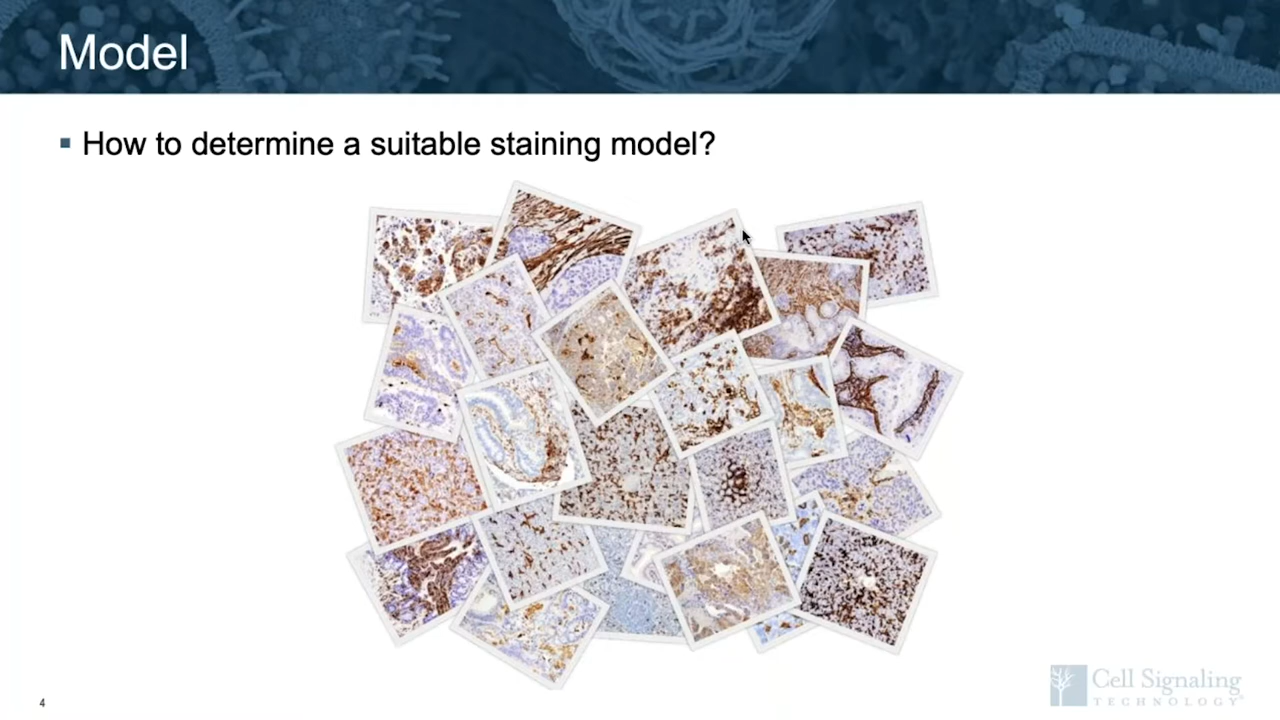 Model
How to determine a suitable staining model?
4
Cell Signaling
TECHNOLOGY